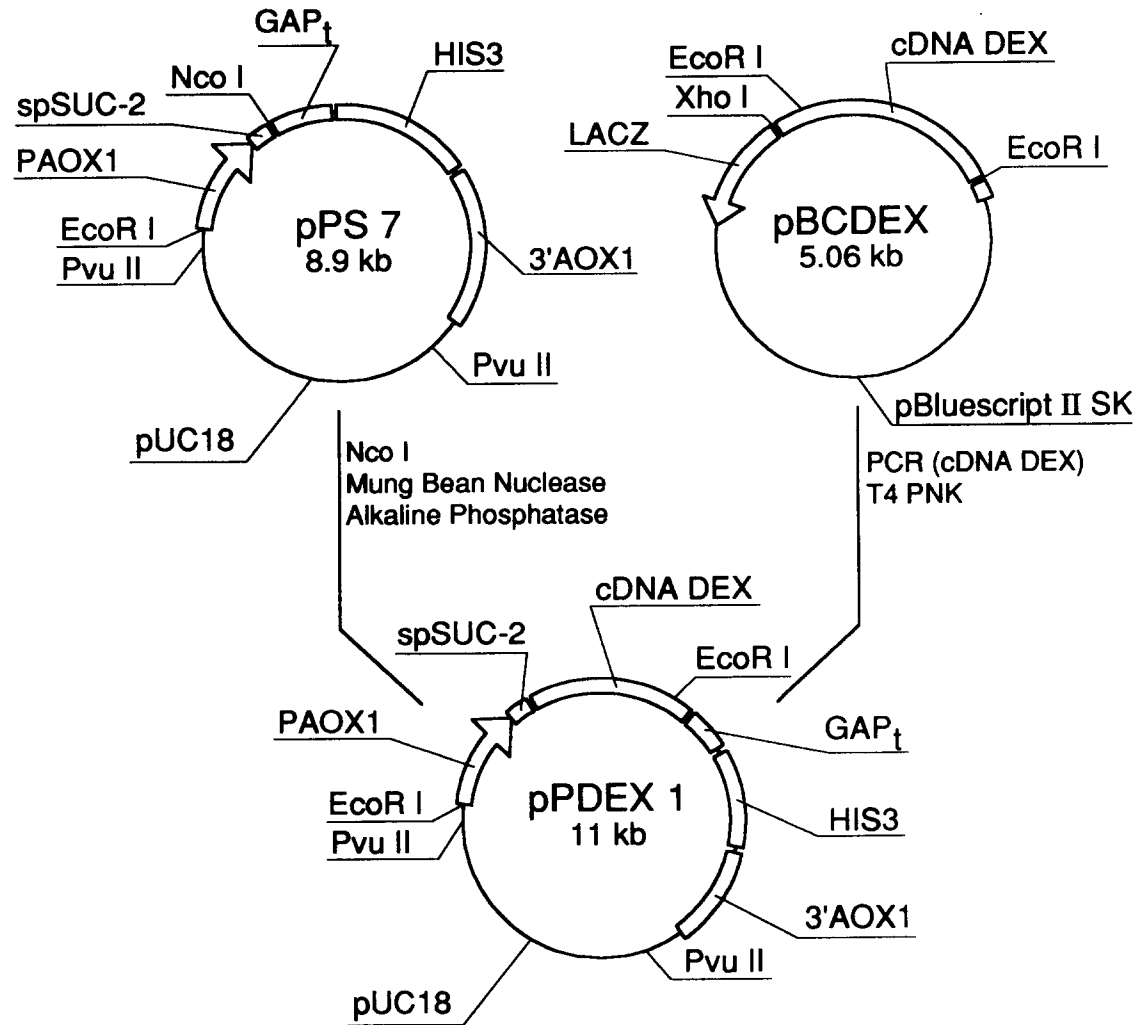 GAPt
HIS3
Nco I
spSUC-2
PAOX1
EcoR I
Pvu II
pPS 7
8.9 kb
3'AOX1
Pvu II
pUC18
cDNA DEX
EcoR I
Xho I
LACZ
EcoR I
pBCDEX
5.06 kb
pBluescript II SK
Nco I
Mung Bean Nuclease
Alkaline Phosphatase
PCR (cDNA DEX)
T4 PNK
cDNA DEX
spSUC-2
EcoR I
PAOX1
GAPt
EcoR I
Pvu II
pPDEX 1
11 kb
HIS3
3'AOX1
Pvu II
pUC18